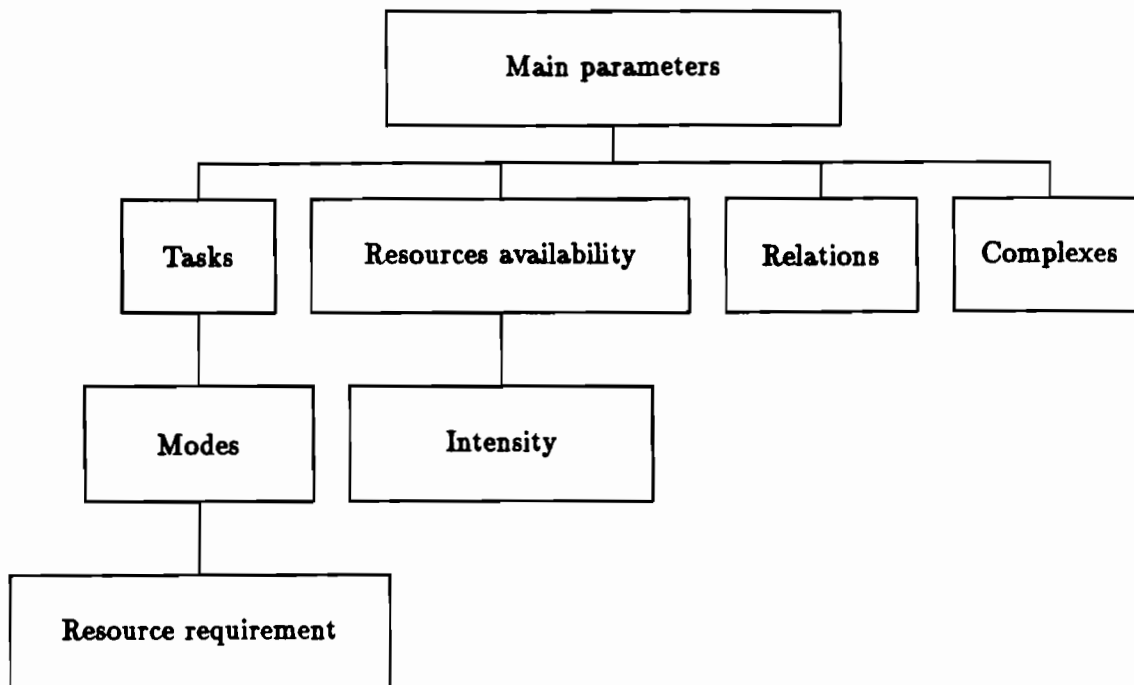 Main parameters
Tasks
Resources availability
Relations
Complexes
Modes
Intensity
Resource requirement